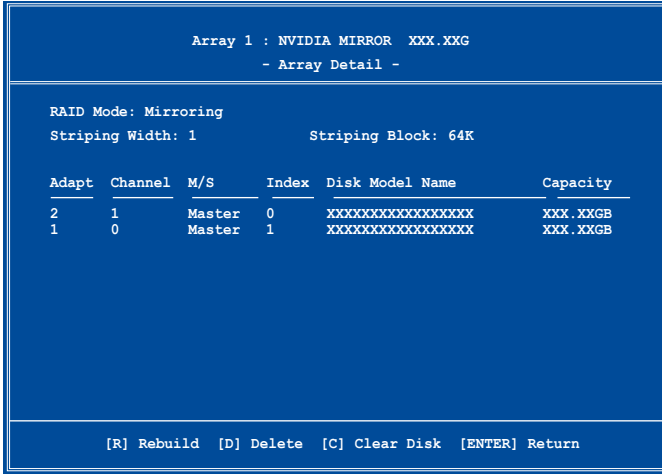 Array 1 : NVIDIA MIRROR XXX.XXG
- Array Detail -
RAID Mode: Mirroring
Striping Width: 1 Striping Block: 64K
Adapt Channel M/S Index Disk Model Name Capacity
2 1 Master 0 XXXXXXXXXXXXXXXXX XXX.XXGB
1 0 Master 1 XXXXXXXXXXXXXXXXX XXX.XXGB
[R] Rebuild [D] Delete [C] Clear Disk [ENTER] Return